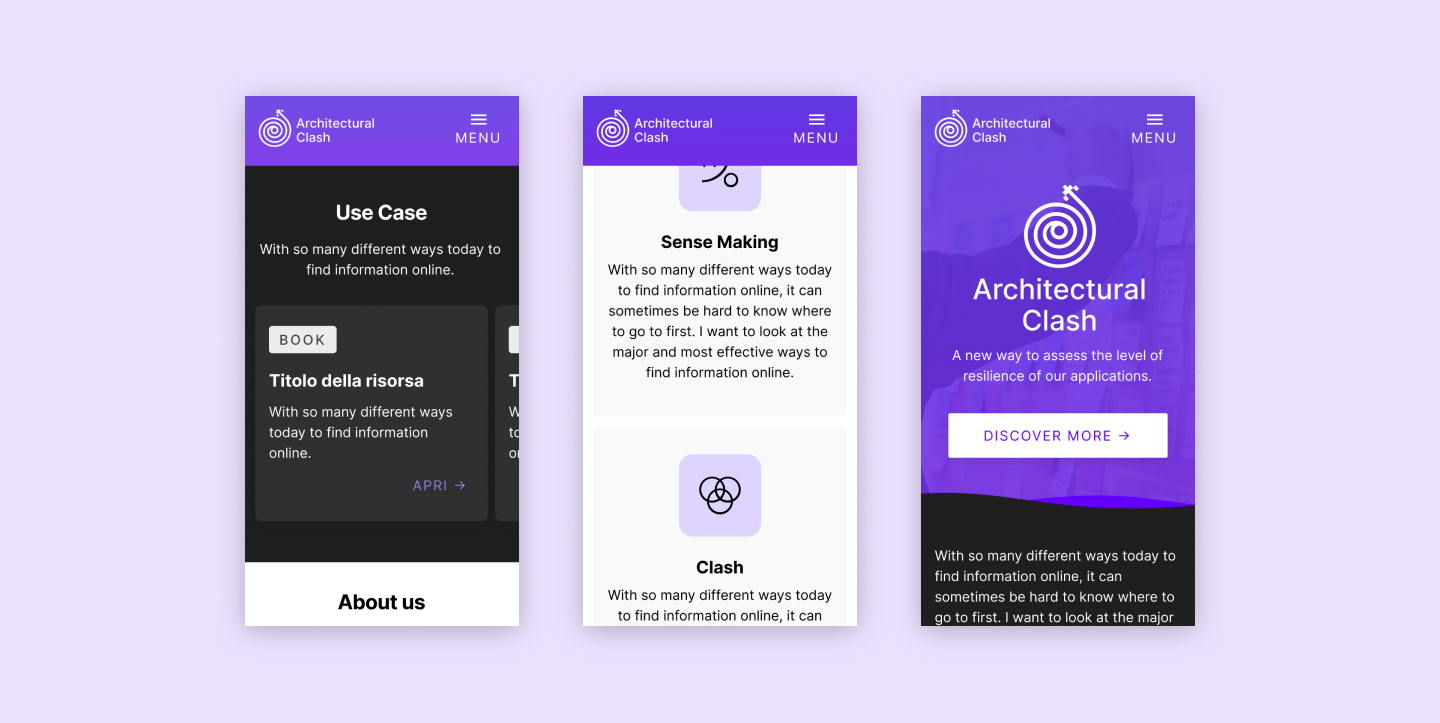 Architectural
Clash
MENU
Use Case
With so many different ways today to
find information online.
BOOK
Titolo della risorsa
With so many different ways
today to find information
online.
APRI →
T
W
to
About us
Architectural
Clash
MENU
Sense Making
With so many different ways today
to find information online, it can
sometimes be hard to know where
to go to first. I want to look at the
major and most effective ways to
find information online.
Clash
With so many different ways today
to find information online, it can
Architectural
Clash
MENU
Architectural
Clash
A new way to assess the level of
resilience of our applications.
DISCOVER MORE →
With so many different ways today to
find information online, it can
sometimes be hard to know where to
go to first. I want to look at the major